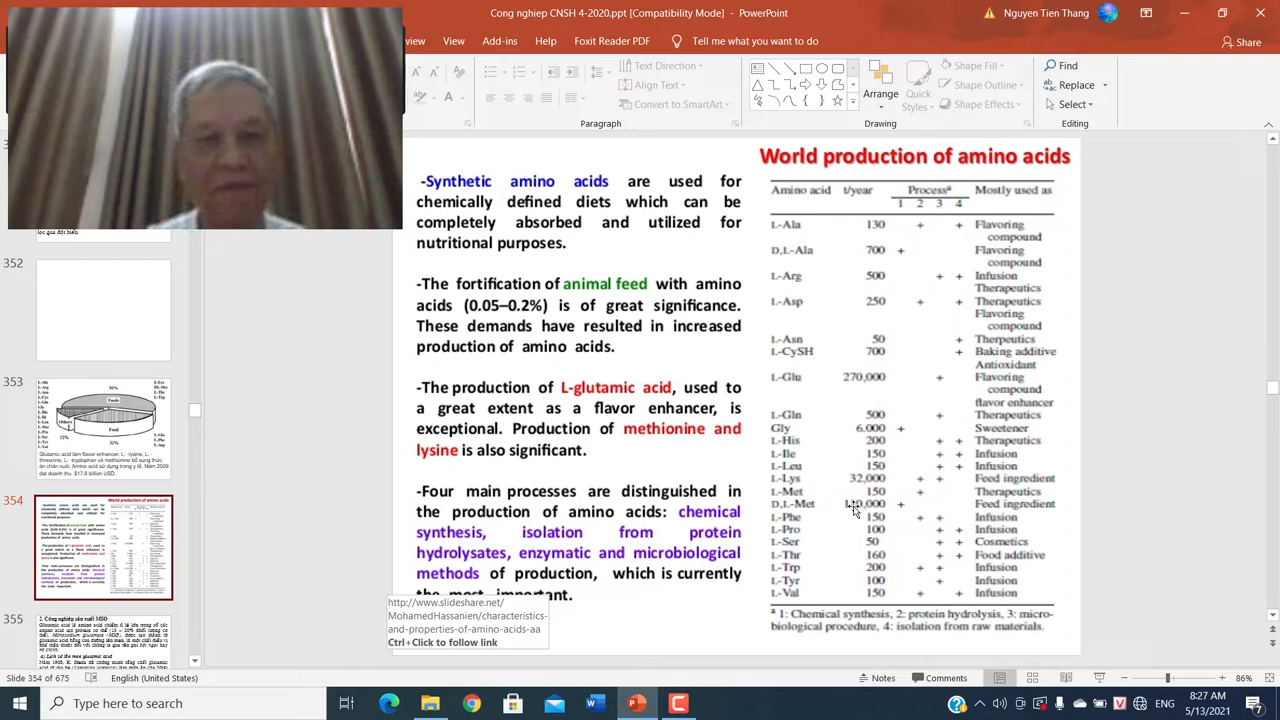 Cong nghiep CNSH 4-2020.ppt [Compatibility Mode] - PowerPoint
Nguyen Tien Thang
eview View Add-ins Help Foxit Reader PDF Tell me what you want to do
Share
Text Direction
Align Text
Convert to SmartArt
Paragraph
Arrange
Quick
Styles
Shape Fill
Shape Outline
Shape Effects
Drawing
Find
Replace
Select
Editing
352
353
354
355
World production of amino acids
-Synthetic amino acids are used for
chemically defined diets which can be
completely absorbed and utilized for
nutritional purposes.
-The fortification of animal feed with amino
acids (0.05–0.2%) is of great significance.
These demands have resulted in increased
production of amino acids.
-The production of L-glutamic acid, used to
a great extent as a flavor enhancer, is
exceptional. Production of methionine and
lysine is also significant.
-Four main processes are distinguished in
the production of amino acids: chemical
synthesis, isolation from protein
hydrolysates, enzymatic and microbiological
methods of production, which is currently
the most important.
http://www.slideshare.net/
MohamedHassanien/characteristics-
and-properties-of-amino-acids-aa
Ctrl+Click to follow link
Amino acid t/year Processª Mostly used as
1 2 3 4
L-Ala 130 + + Flavoring
compound
D,L-Ala 700 + Flavoring
compound
L-Arg 500 + + Infusion
Therapeutics
L-Asp 250 + + Therapeutics
Flavoring
compound
L-Asn 50 + Therpeutics
L-CySH 700 + Baking additive
Antioxidant
L-Glu 270,000 + Flavoring
compound
flavor enhancer
L-Gln 500 + Therapeutics
Gly 6.000 + Sweetener
L-His 200 + + Therapeutics
L-Ile 150 + + Infusion
L-Leu 150 + + Infusion
L-Lys 32,000 + + Feed ingredient
L-Met 150 + Therapeutics
D,L-Met ,000 + Feed ingredient
L-Phe 150 + + Infusion
L-Pro 100 + + Infusion
L-Ser 50 + + Cosmetics
L-Thr 160 + + Food additive
L-Trp 200 + + Infusion
L-Tyr 100 + Infusion
L-Val 150 + + Infusion
ª 1: Chemical synthesis, 2: protein hydrolysis, 3: micro-
biological procedure, 4: isolation from raw materials.
Slide 354 of 675 English (United States) Notes Comments 86%
Type here to search
ENG
8:27 AM
5/13/2021